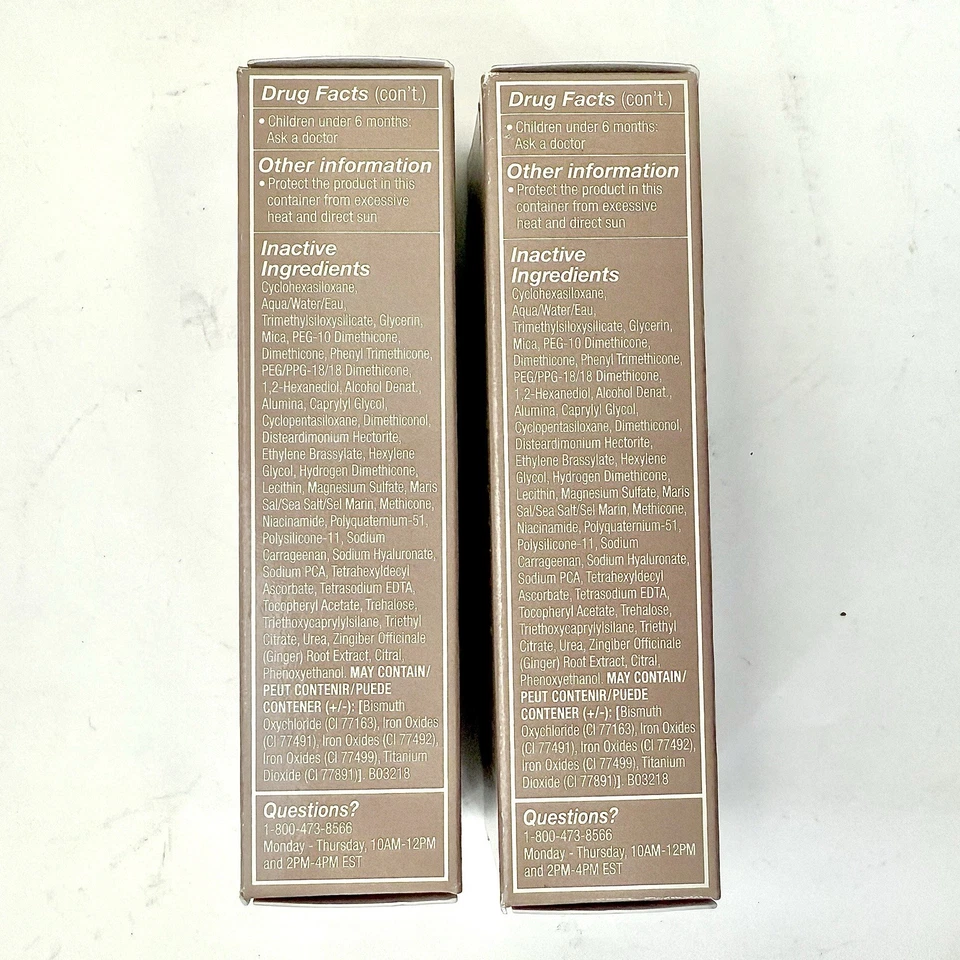 Drug Facts (con't.)
• Children under 6 months:
Ask a doctor
Other information
• Protect the product in this
container from excessive
heat and direct sun
Inactive
Ingredients
Cyclohexasiloxane,
Aqua/Water/Eau,
Trimethylsiloxysilicate, Glycerin,
Mica, PEG-10 Dimethicone,
Dimethicone, Phenyl Trimethicone,
PEG/PPG-18/18 Dimethicone,
1,2-Hexanediol, Alcohol Denat.,
Alumina, Caprylyl Glycol,
Cyclopentasiloxane, Dimethiconol,
Disteardimonium Hectorite,
Ethylene Brassylate, Hexylene
Glycol, Hydrogen Dimethicone,
Lecithin, Magnesium Sulfate, Maris
Sal/Sea Salt/Sel Marin, Methicone,
Niacinamide, Polyquaternium-51,
Polysilicone-11, Sodium
Carrageenan, Sodium Hyaluronate,
Sodium PCA, Tetrahexyldecyl
Ascorbate, Tetrasodium EDTA,
Tocopheryl Acetate, Trehalose,
Triethoxycaprylylsilane, Triethyl
Citrate, Urea, Zingiber Officinale
(Ginger) Root Extract, Citral,
Phenoxyethanol. MAY CONTAIN/
PEUT CONTENIR/PUEDE
CONTENER (+/-): [Bismuth
Oxychloride (CI 77163), Iron Oxides
(CI 77491), Iron Oxides (CI 77492),
Iron Oxides (CI 77499), Titanium
Dioxide (CI 77891)]. B03218
Questions?
1-800-473-8566
Monday - Thursday, 10AM-12PM
and 2PM-4PM EST
Drug Facts (con't.)
• Children under 6 months:
Ask a doctor
Other information
• Protect the product in this
container from excessive
heat and direct sun
Inactive
Ingredients
Cyclohexasiloxane,
Aqua/Water/Eau,
Trimethylsiloxysilicate, Glycerin,
Mica, PEG-10 Dimethicone,
Dimethicone, Phenyl Trimethicone,
PEG/PPG-18/18 Dimethicone,
1,2-Hexanediol, Alcohol Denat.,
Alumina, Caprylyl Glycol,
Cyclopentasiloxane, Dimethiconol,
Disteardimonium Hectorite,
Ethylene Brassylate, Hexylene
Glycol, Hydrogen Dimethicone,
Lecithin, Magnesium Sulfate, Maris
Sal/Sea Salt/Sel Marin, Methicone,
Niacinamide, Polyquaternium-51,
Polysilicone-11, Sodium
Carrageenan, Sodium Hyaluronate,
Sodium PCA, Tetrahexyldecyl
Ascorbate, Tetrasodium EDTA,
Tocopheryl Acetate, Trehalose,
Triethoxycaprylylsilane, Triethyl
Citrate, Urea, Zingiber Officinale
(Ginger) Root Extract, Citral,
Phenoxyethanol. MAY CONTAIN/
PEUT CONTENIR/PUEDE
CONTENER (+/-): [Bismuth
Oxychloride (CI 77163), Iron Oxides
(CI 77491), Iron Oxides (CI 77492),
Iron Oxides (CI 77499), Titanium
Dioxide (CI 77891)]. B03218
Questions?
1-800-473-8566
Monday - Thursday, 10AM-12PM
and 2PM-4PM EST